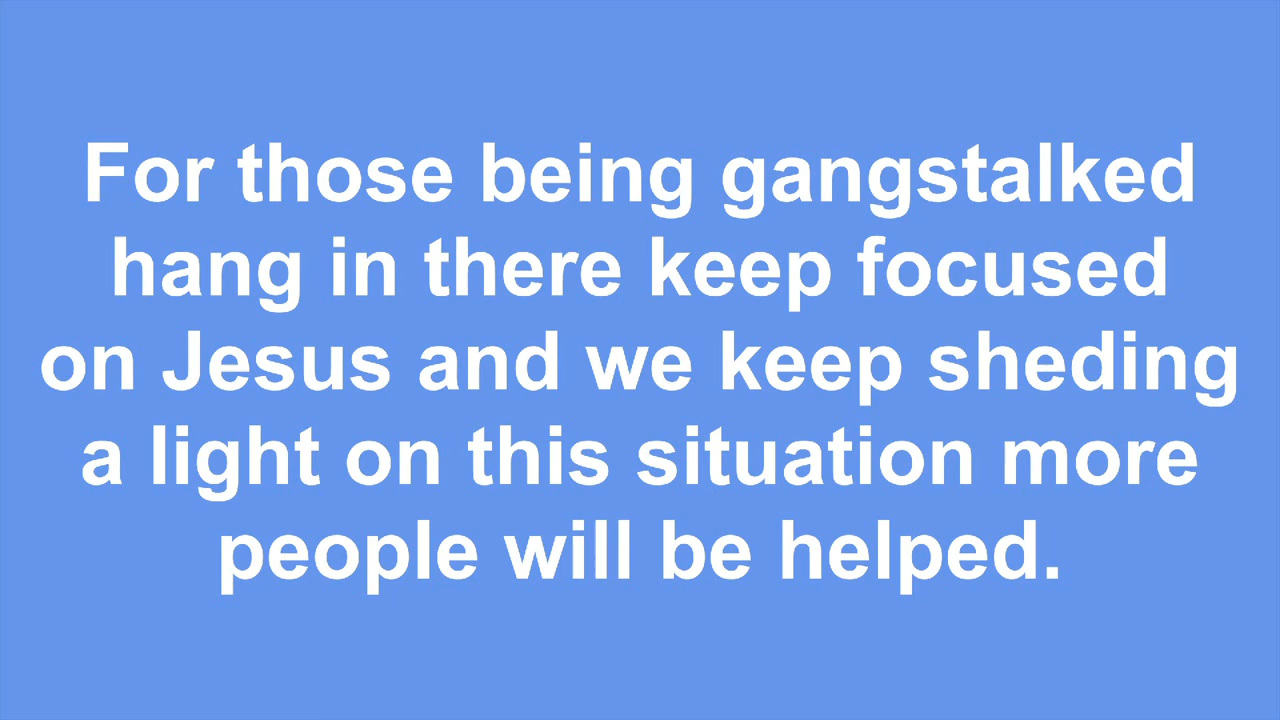 For those being gangstalked
hang in there keep focused
on Jesus and we keep sheding
a light on this situation more
people will be helped.